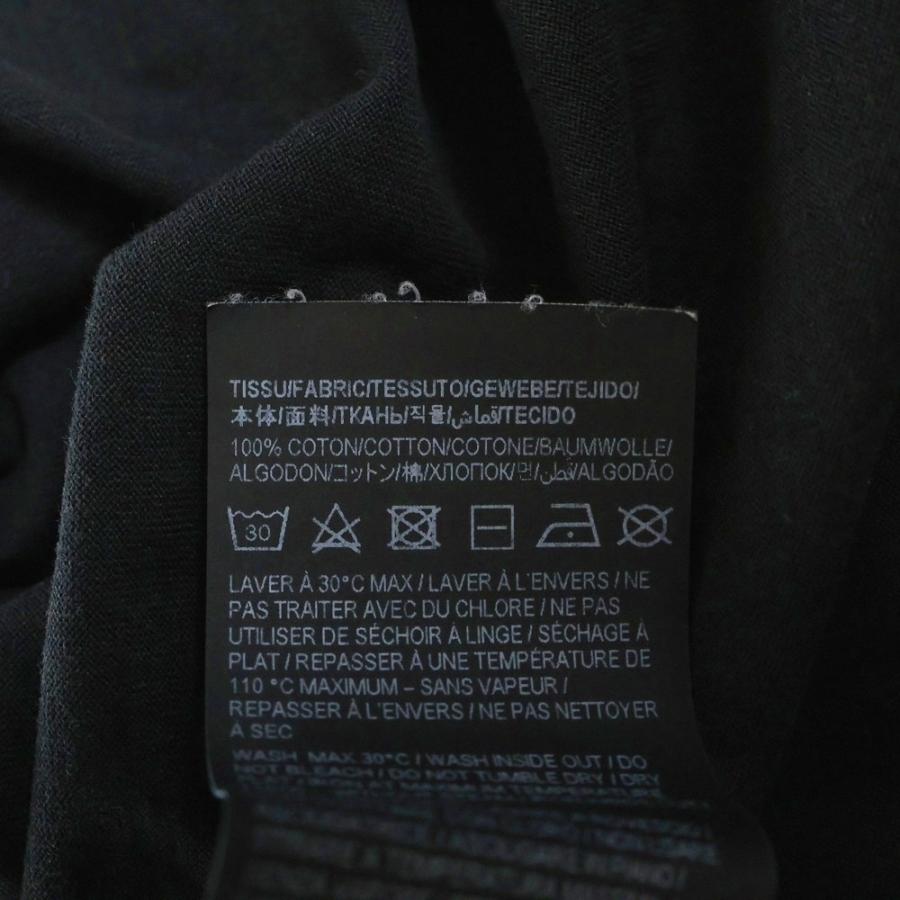 TISSU/FABRIC/TESSUTO/GEWEBE/TEJIDO/
本体/面料/ТКАНЬ/직물/قماش/TECIDO
100% COTON/COTTON/COTONE/BAUMWOLLE/
ALGODON/コットン/棉/ХЛОПОК/면/قطن/ALGODÃO
30
LAVER À 30°C MAX / LAVER À L'ENVERS / NE
PAS TRAITER AVEC DU CHLORE / NE PAS
UTILISER DE SÉCHOIR À LINGE / SÉCHAGE À
PLAT / REPASSER À UNE TEMPÉRATURE DE
110 °C MAXIMUM – SANS VAPEUR /
REPASSER À L'ENVERS / NE PAS NETTOYER
À SEC
WASH MAX 30°C / WASH INSIDE OUT / DO
NOT BLEACH / DO NOT TUMBLE DRY / DRY
AT MAXIMUM TEMPERATURE